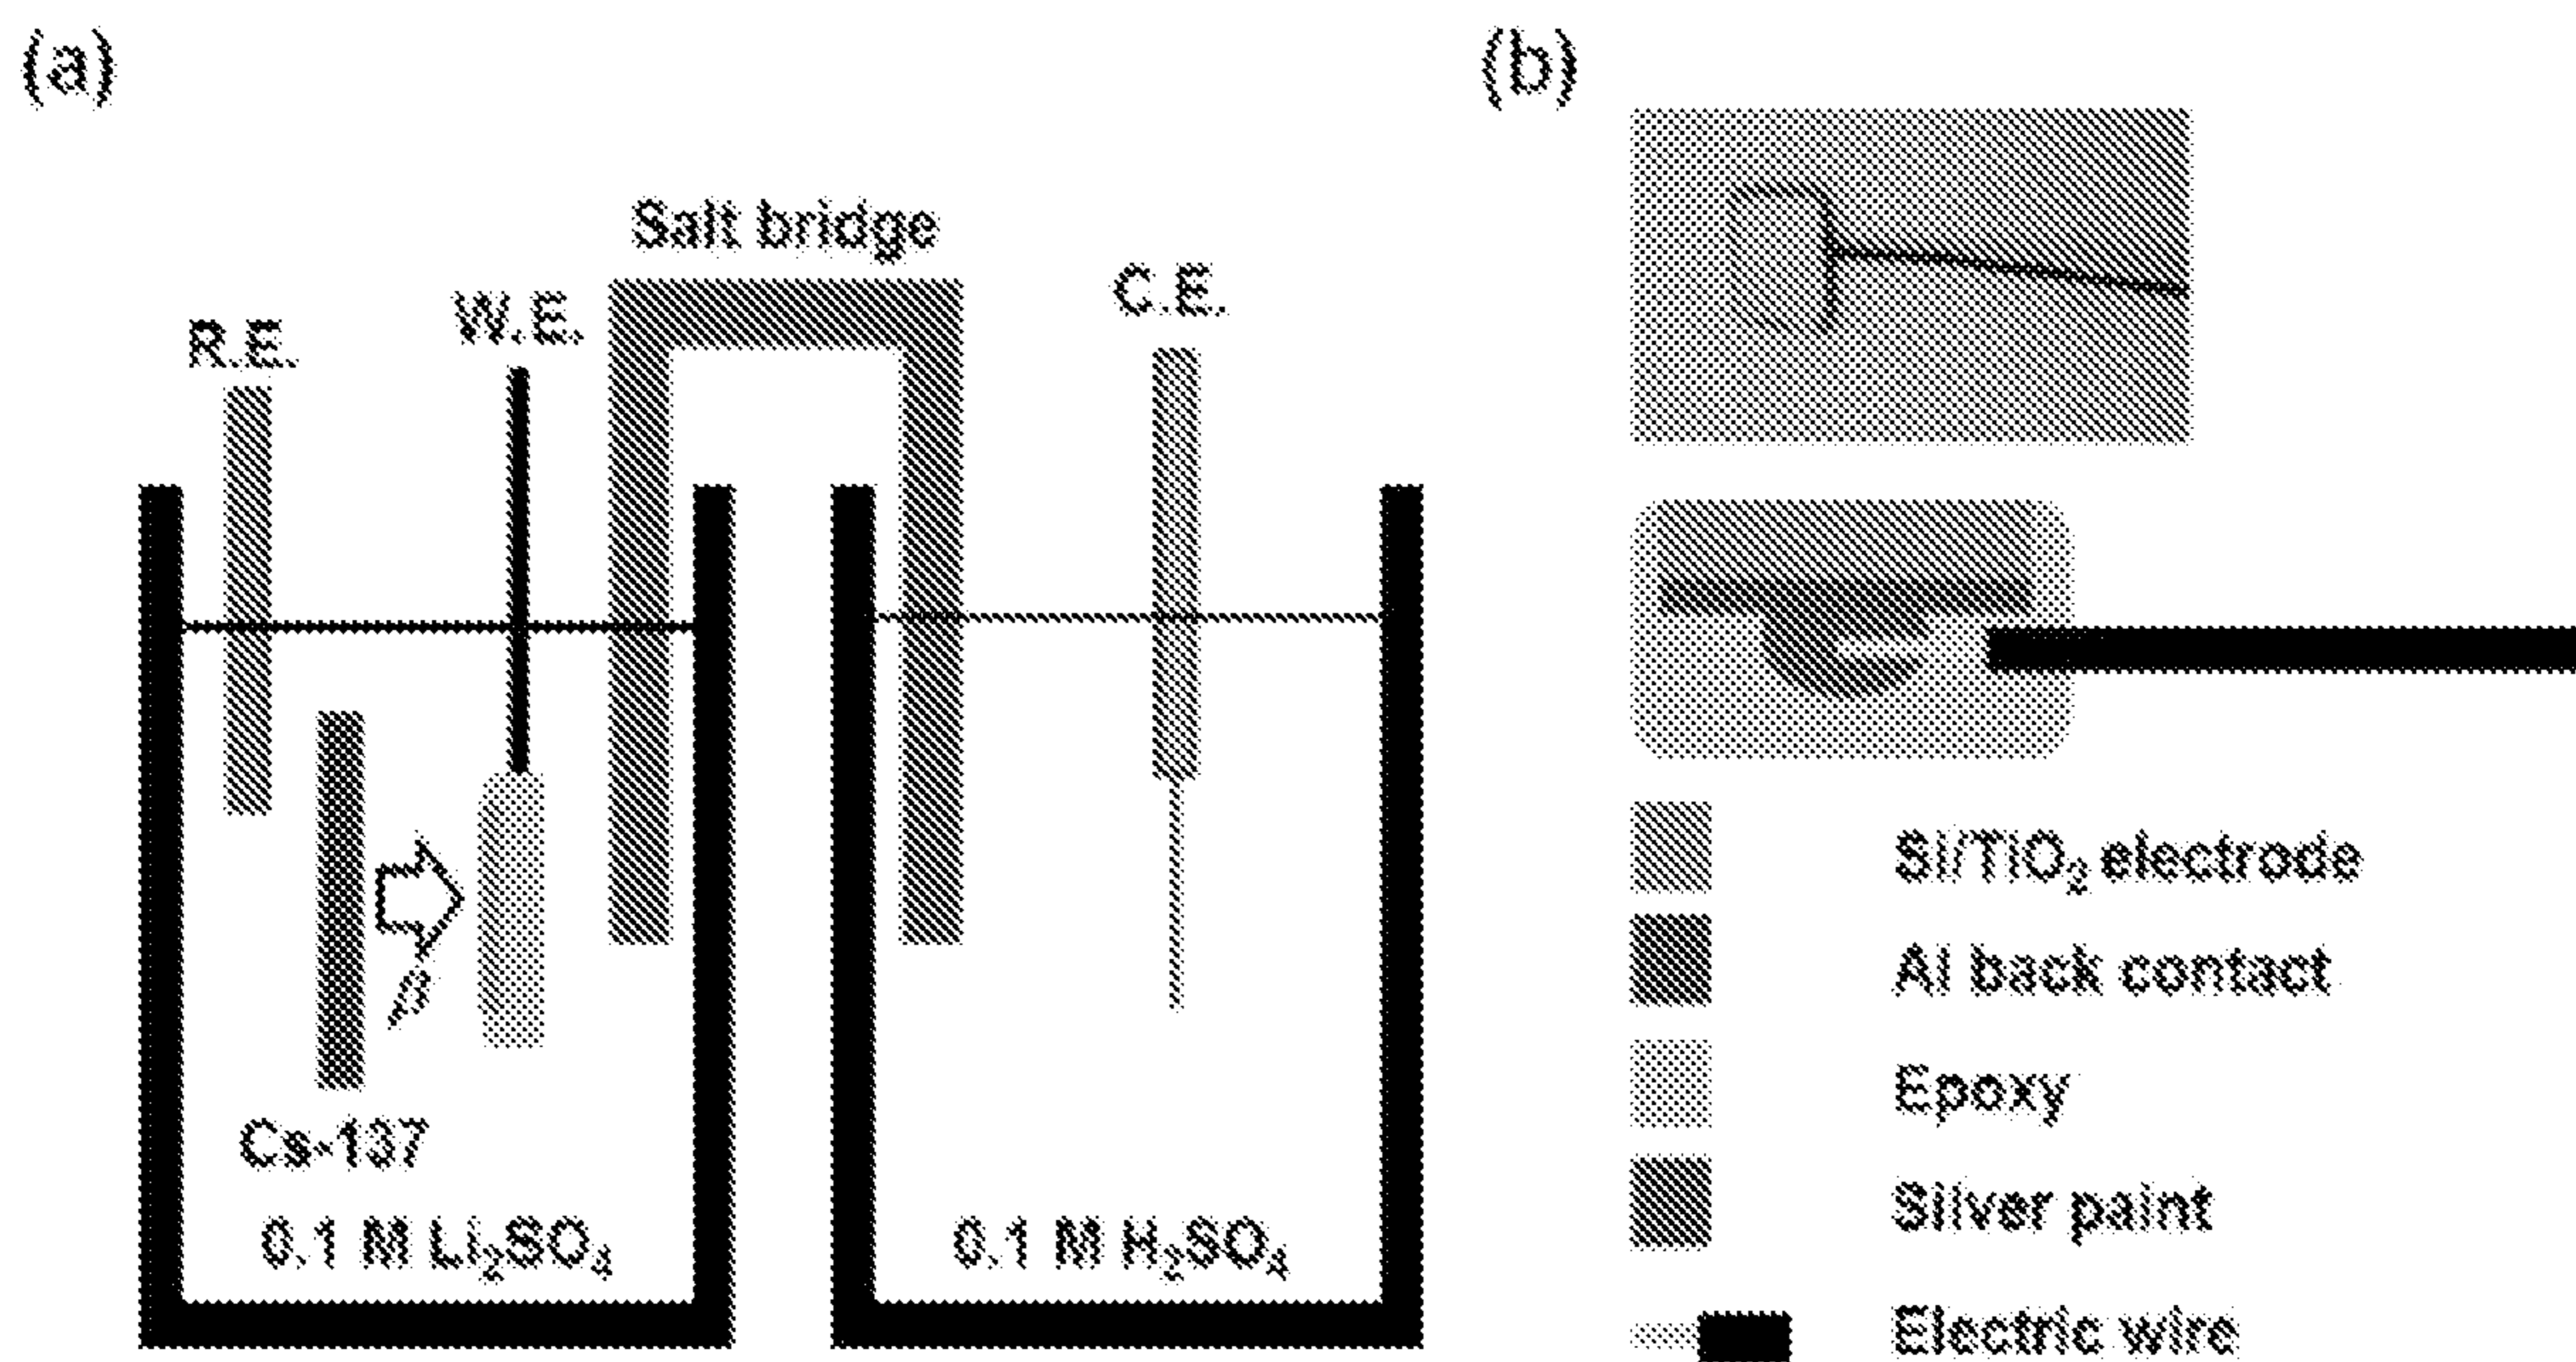 (a)
Salt bridge
R.E.
W.E.
C.E.
β
Cs-137
0.1 M Li₂SO₄
0.1 M H₂SO₄
(b)
Si/TiO₂ electrode
Al back contact
Epoxy
Silver paint
Electric wire